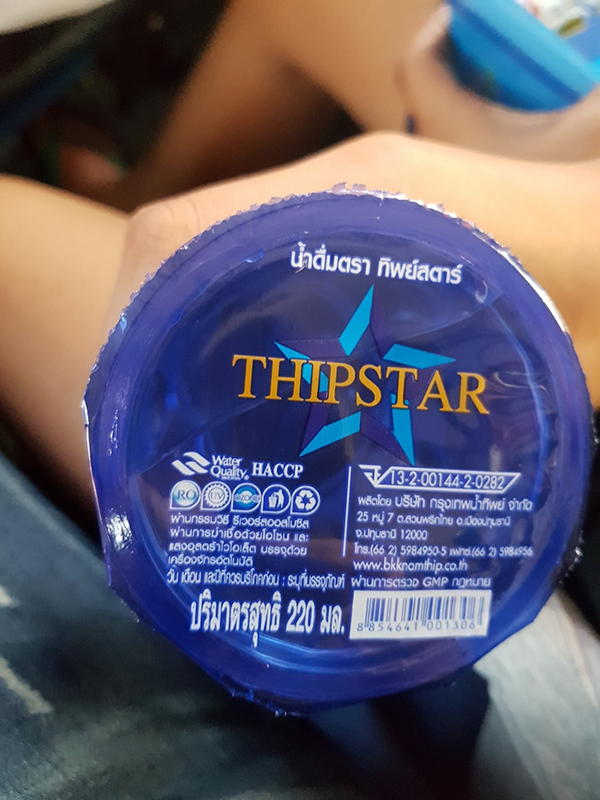 น้ำดื่มตรา ทิพย์สตาร์
THIPSTAR
Water
Quality
HACCP
RO
UV
OZONE
ผ่านกรรมวิธี รีเวอร์สออสโมซิส
ผ่านการฆ่าเชื้อด้วยโอโซน และ
แสงอุลตร้าไวโอเล็ต บรรจุด้วย
เครื่องจักรอัตโนมัติ
วัน เดือน และปีที่ควรบริโภคก่อน : ระบุที่บรรจุภัณฑ์
ปริมาตรสุทธิ 220 มล.
13-2-00144-2-0282
ผลิตโดย บริษัท กรุงเทพน้ำทิพย์ จำกัด
25 หมู่ 7 ต.สวนพริกไทย อ.เมืองปทุมธานี
จ.ปทุมธานี 12000
โทร.(66 2) 5984950-5 แฟกซ์.(66 2) 5984956
www.bkknamthip.co.th
ผ่านการตรวจ GMP กฎหมาย
8 854641 001306